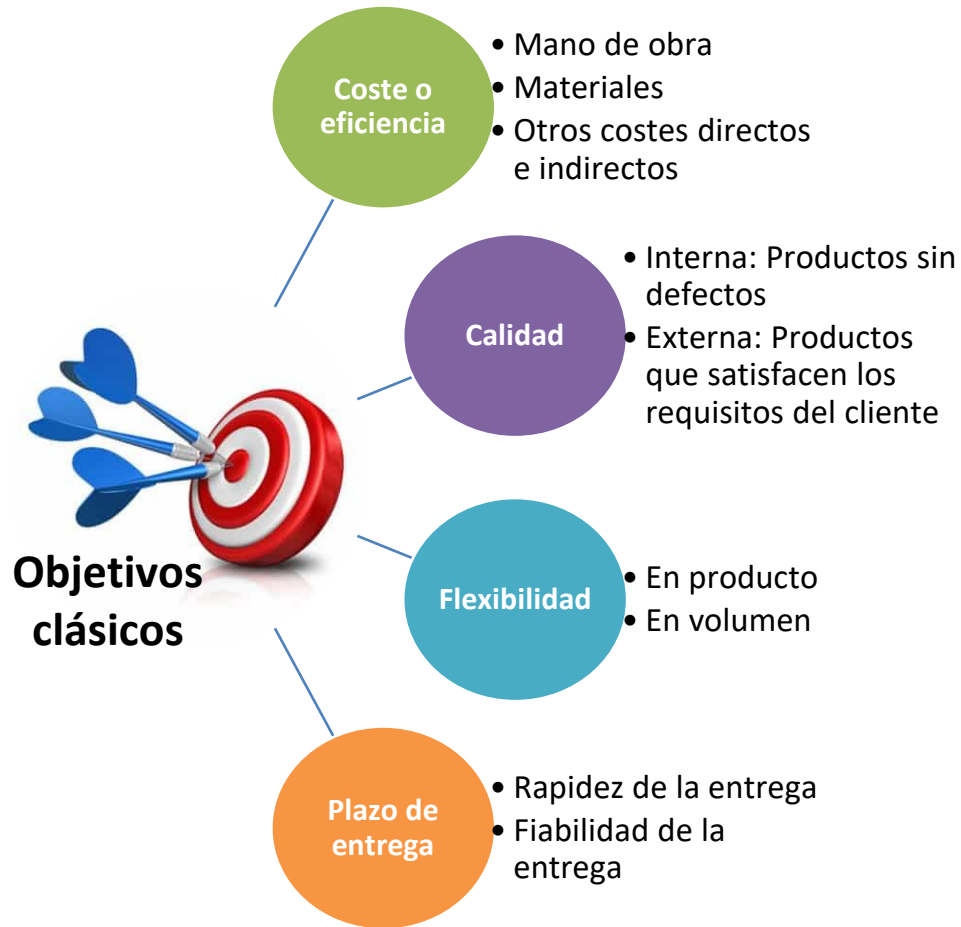 Coste o
eficiencia
• Mano de obra
• Materiales
• Otros costes directos
e indirectos
Calidad
• Interna: Productos sin
defectos
• Externa: Productos
que satisfacen los
requisitos del cliente
Objetivos
clásicos
Flexibilidad
• En producto
• En volumen
Plazo de
entrega
• Rapidez de la entrega
• Fiabilidad de la
entrega